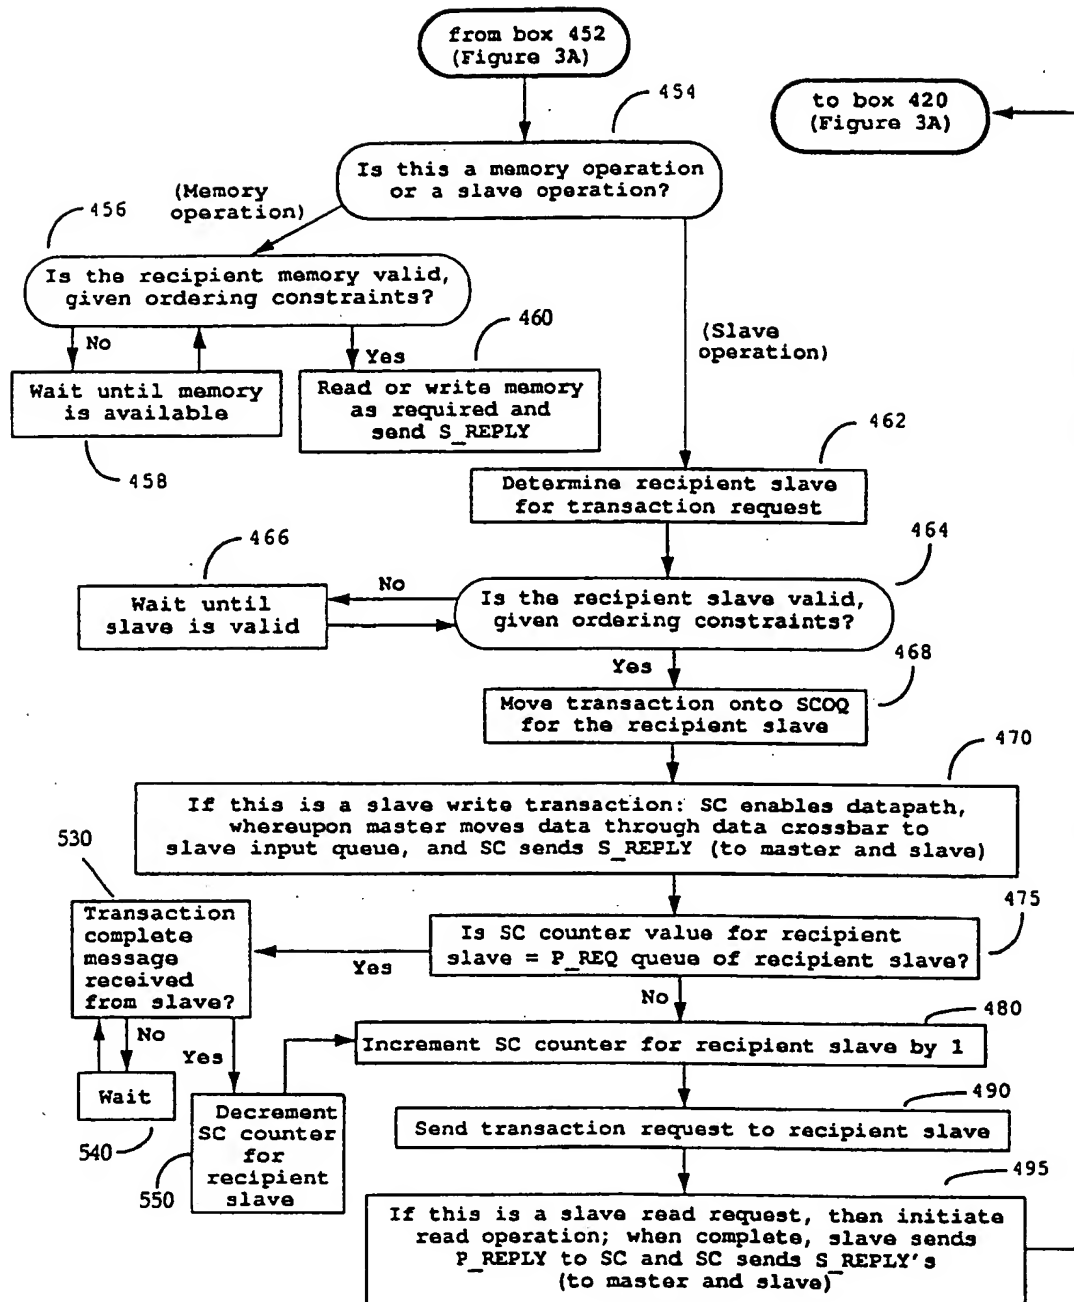 from box 452
(Figure 3A)
454
to box 420
(Figure 3A)
Is this a memory operation
or a slave operation?
(Memory
operation)
456
Is the recipient memory valid,
given ordering constraints?
No
Yes
460
(Slave
operation)
Wait until memory
is available
458
Read or write memory
as required and
send S_REPLY
462
Determine recipient slave
for transaction request
464
466
No
Wait until
slave is valid
Is the recipient slave valid,
given ordering constraints?
Yes
468
Move transaction onto SCOQ
for the recipient slave
470
If this is a slave write transaction: SC enables datapath,
whereupon master moves data through data crossbar to
slave input queue, and SC sends S_REPLY (to master and slave)
530
475
Transaction
complete
message
received
from slave?
Yes
Is SC counter value for recipient
slave = P_REQ queue of recipient slave?
No
480
No
Yes
Increment SC counter for recipient slave by 1
Wait
540
490
Decrement
SC counter
for
recipient
slave
550
Send transaction request to recipient slave
495
If this is a slave read request, then initiate
read operation; when complete, slave sends
P_REPLY to SC and SC sends S_REPLY's
(to master and slave)